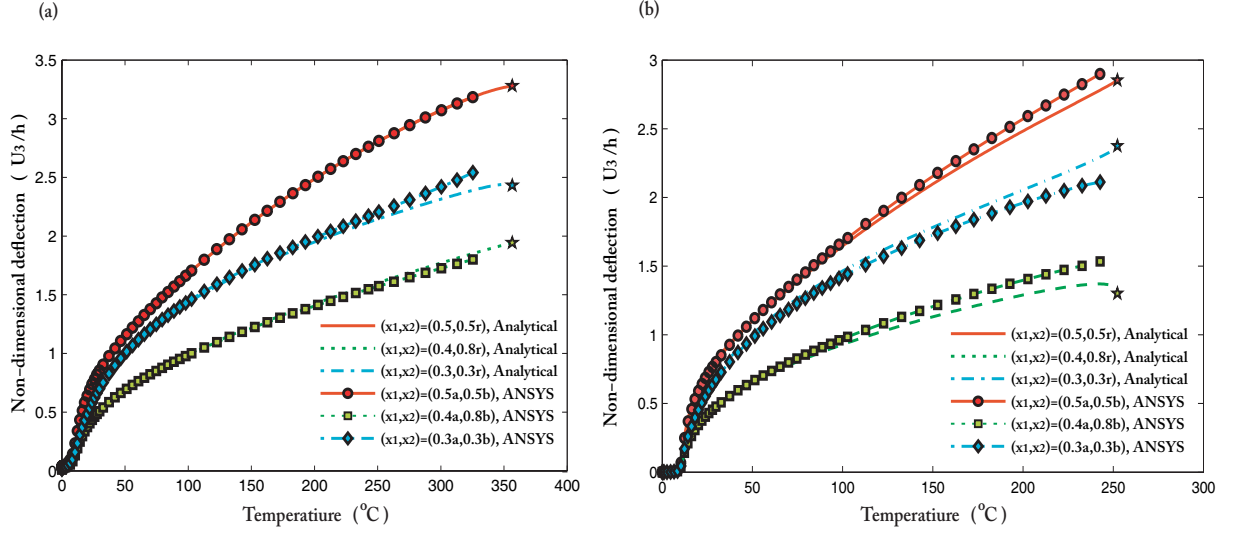 (a)
Non-dimensional deflection ( U3 /h)
3.5
3
2.5
2
1.5
1
0.5
0
0 50 100 150 200 250 300 350 400
Temperatiure (°C)
(x1,x2)=(0.5,0.5r), Analytical
(x1,x2)=(0.4,0.8r), Analytical
(x1,x2)=(0.3,0.3r), Analytical
(x1,x2)=(0.5a,0.5b), ANSYS
(x1,x2)=(0.4a,0.8b), ANSYS
(x1,x2)=(0.3a,0.3b), ANSYS
(b)
Non-dimensional deflection ( U3 /h)
3
2.5
2
1.5
1
0.5
0
0 50 100 150 200 250 300
Temperatiure (°C)
(x1,x2)=(0.5,0.5r), Analytical
(x1,x2)=(0.4,0.8r), Analytical
(x1,x2)=(0.3,0.3r), Analytical
(x1,x2)=(0.5a,0.5b), ANSYS
(x1,x2)=(0.4a,0.8b), ANSYS
(x1,x2)=(0.3a,0.3b), ANSYS